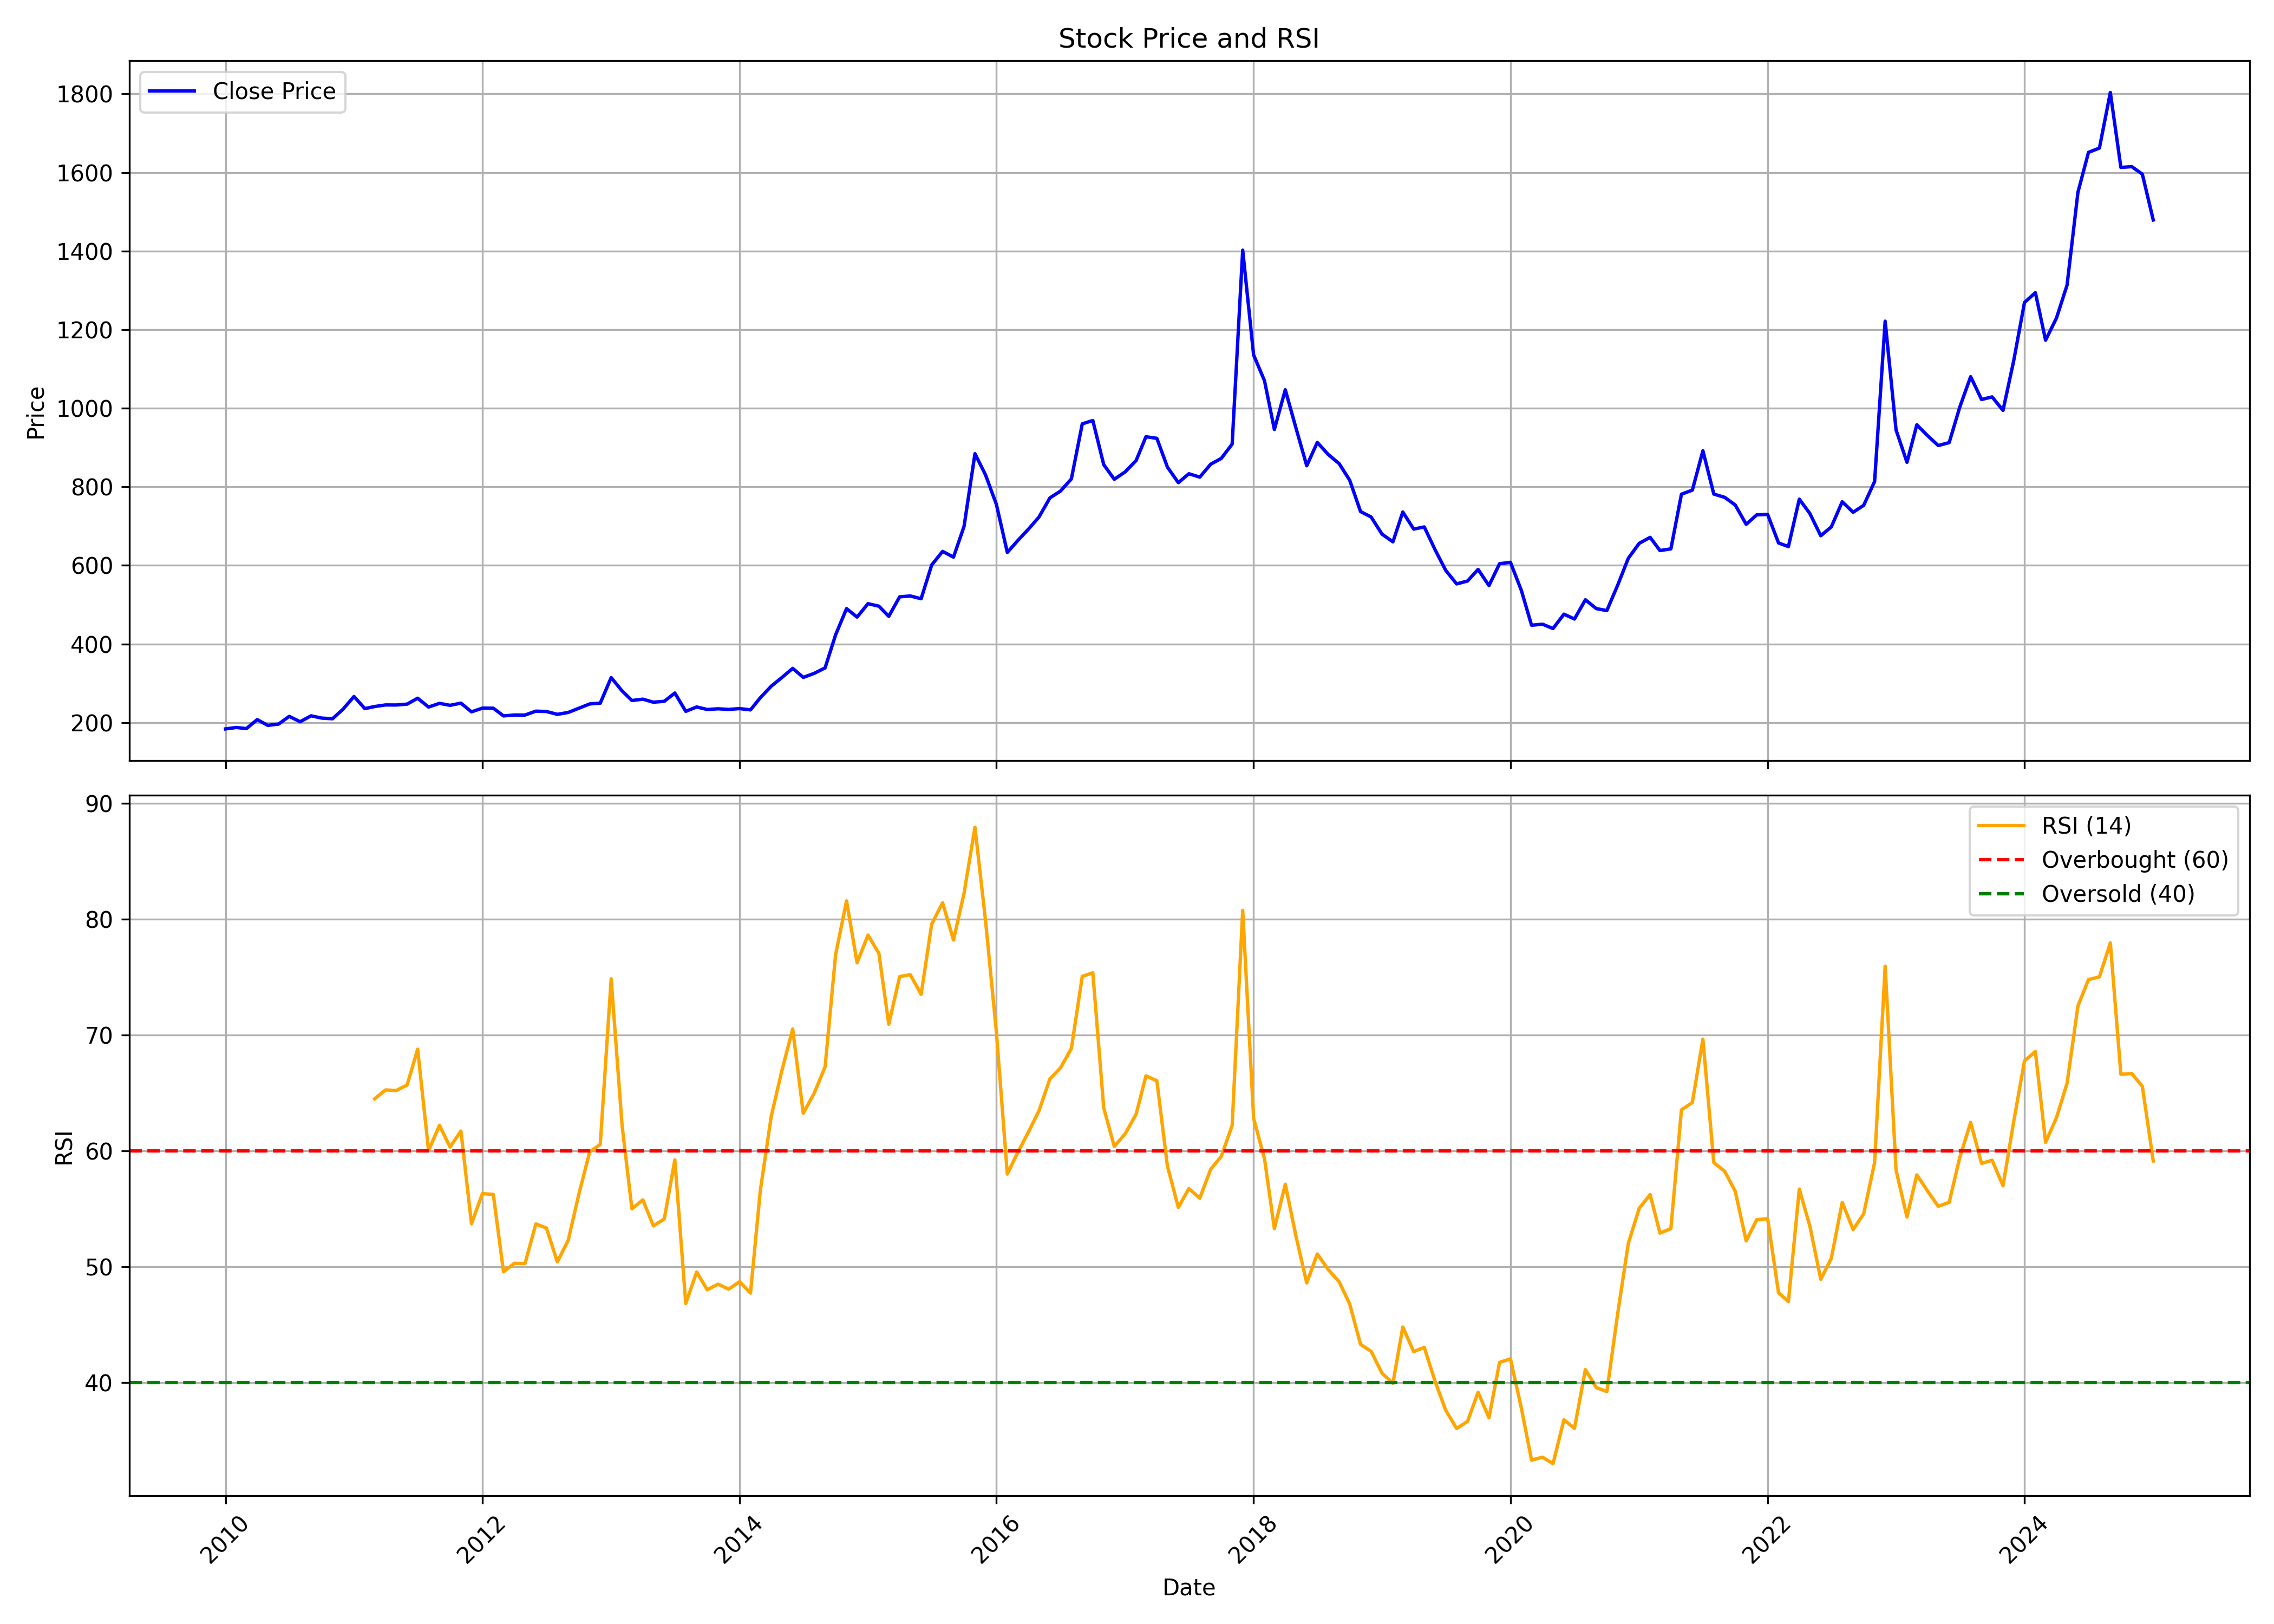 Stock Price and RSI
Close Price
Price
1800
1600
1400
1200
1000
800
600
400
200
RSI (14)
Overbought (60)
Oversold (40)
RSI
90
80
70
60
50
40
2010
2012
2014
2016
2018
2020
2022
2024
Date